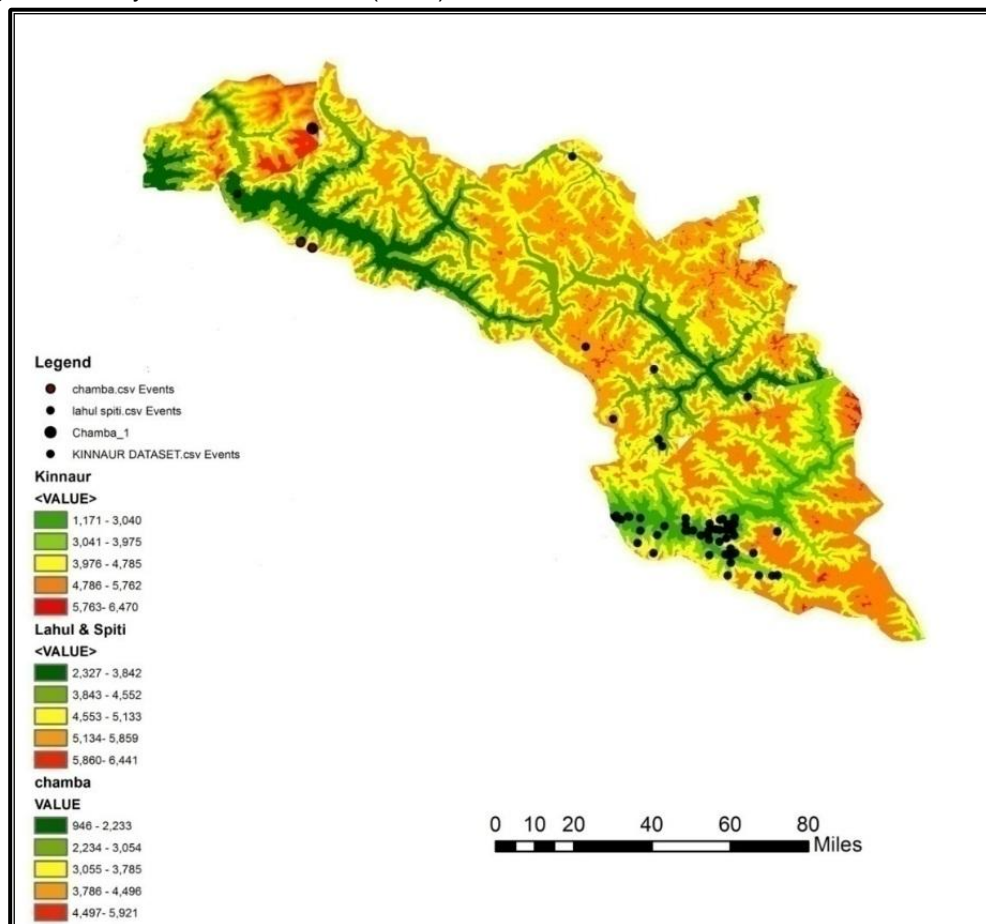 Legend
chamba.csv Events
lahul spiti.csv Events
Chamba_1
KINNAUR DATASET.csv Events
Kinnaur
<VALUE>
1,171 - 3,040
3,041 - 3,975
3,976 - 4,785
4,786 - 5,762
5,763- 6,470
Lahul & Spiti
<VALUE>
2,327 - 3,842
3,843 - 4,552
4,553 - 5,133
5,134 - 5,859
5,860- 6,441
chamba
VALUE
946 - 2,233
2,234 - 3,054
3,055 - 3,785
3,786 - 4,496
4,497- 5,921
0 10 20 40 60 80
Miles